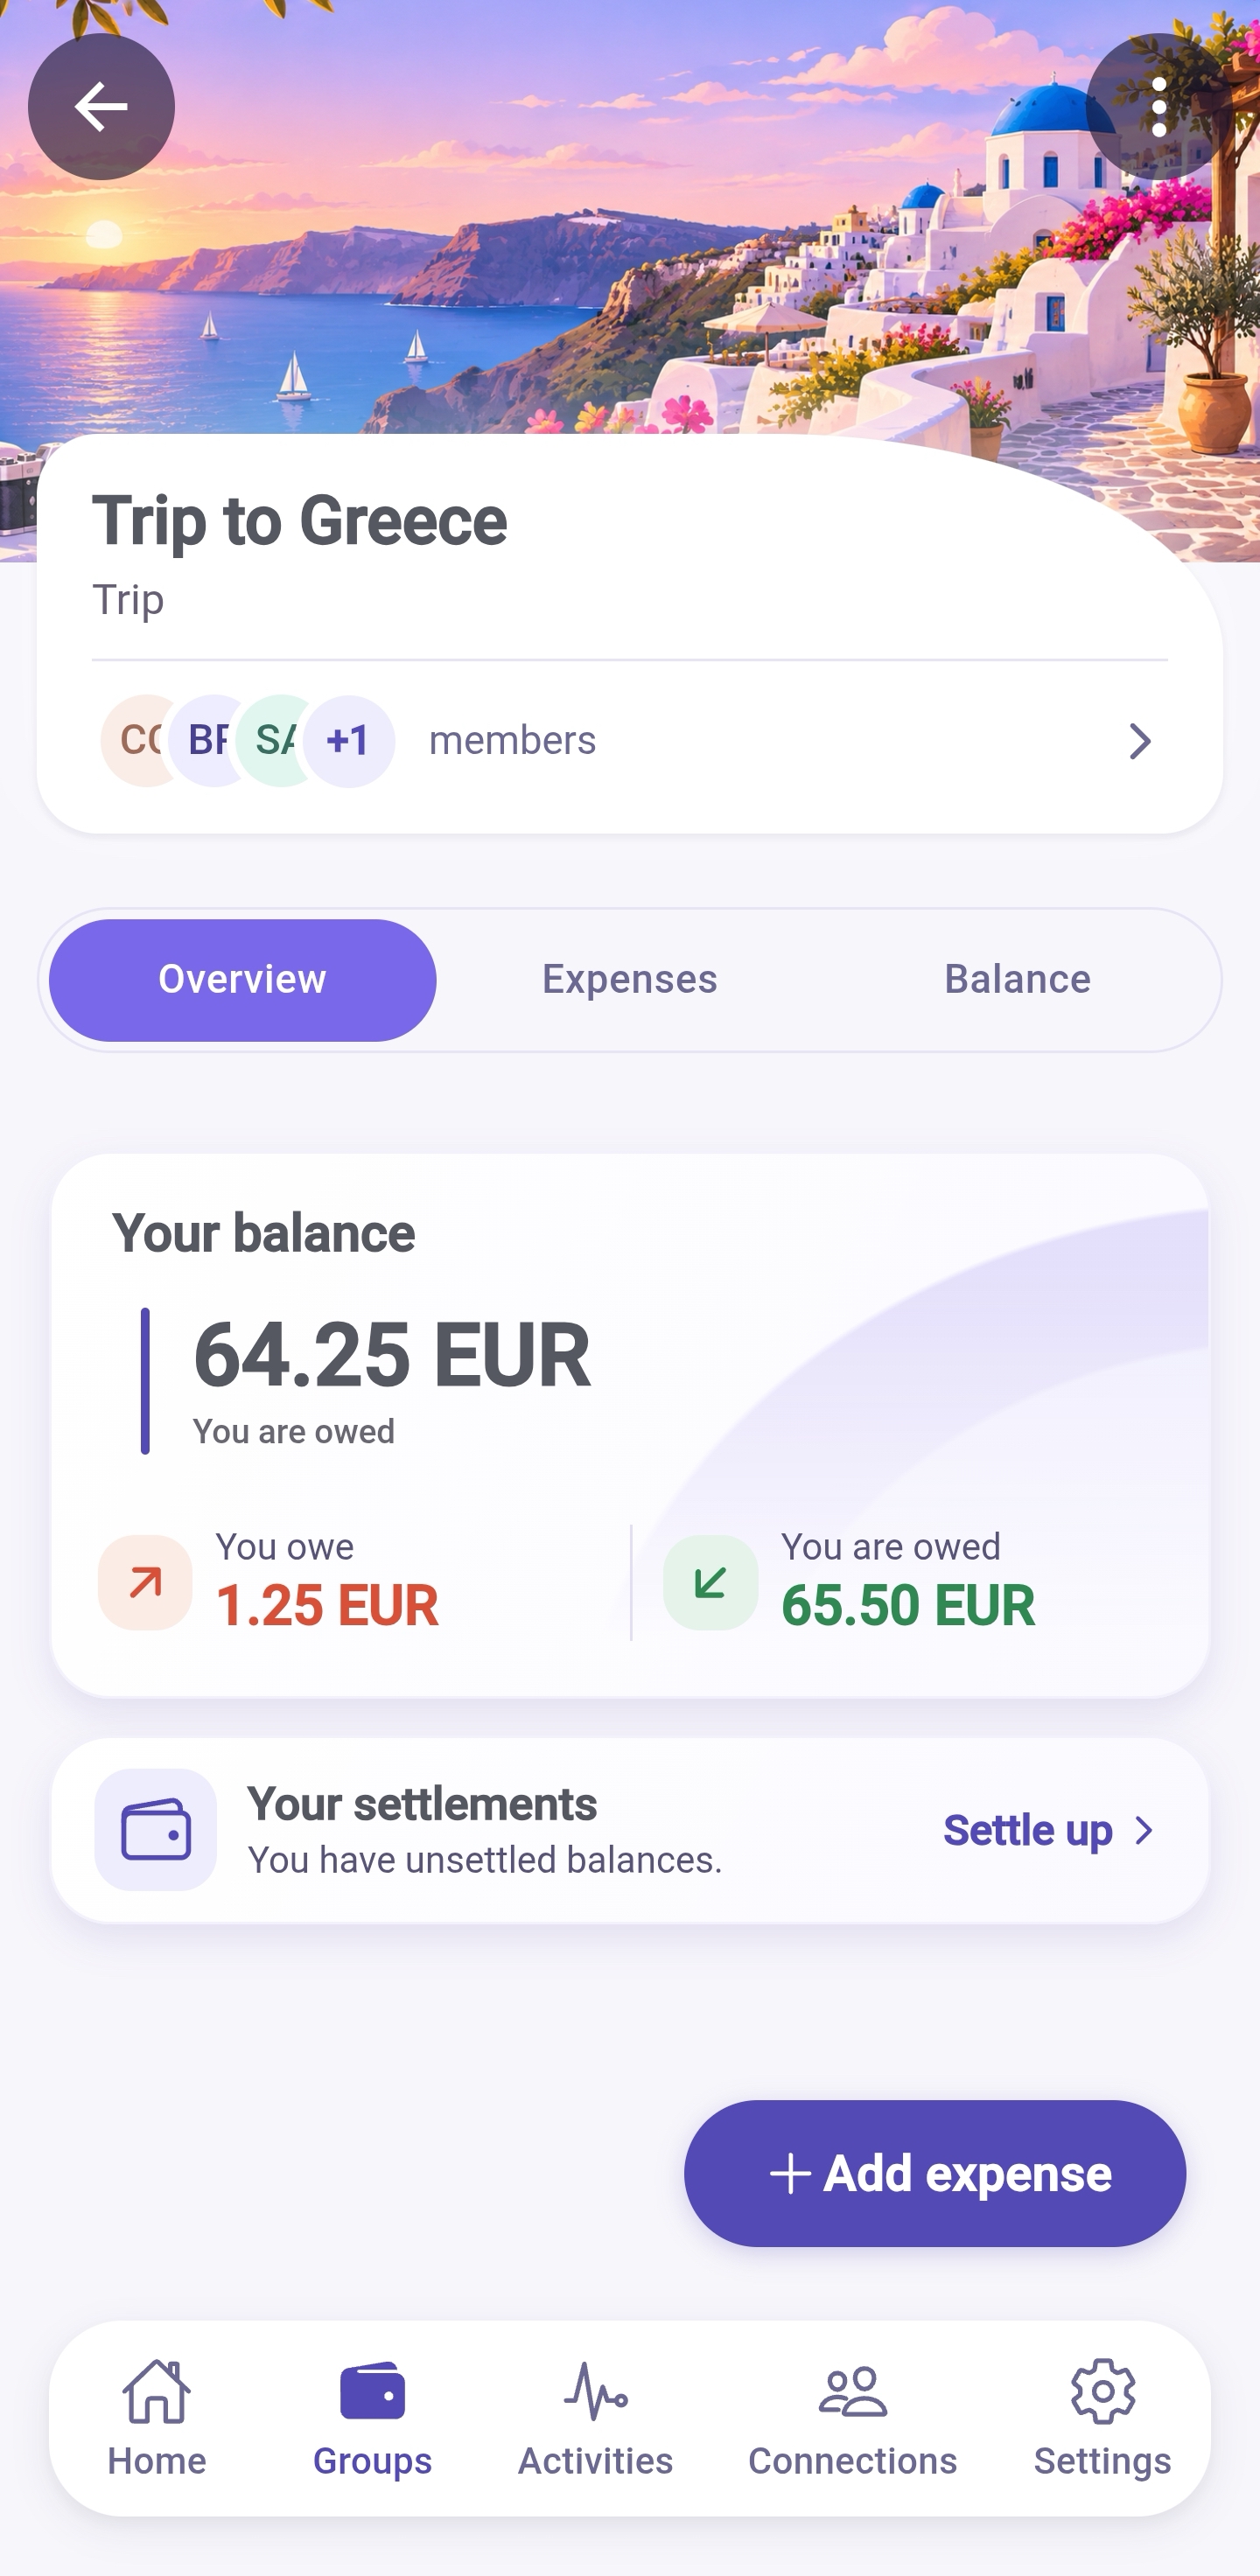 Trip to Greece
Trip
+1 members
Overview Expenses Balance
Your balance
64.25 EUR
You are owed
You owe
1.25 EUR
You are owed
65.50 EUR
Your settlements
You have unsettled balances.
Settle up
Add expense
Home Groups Activities Connections Settings